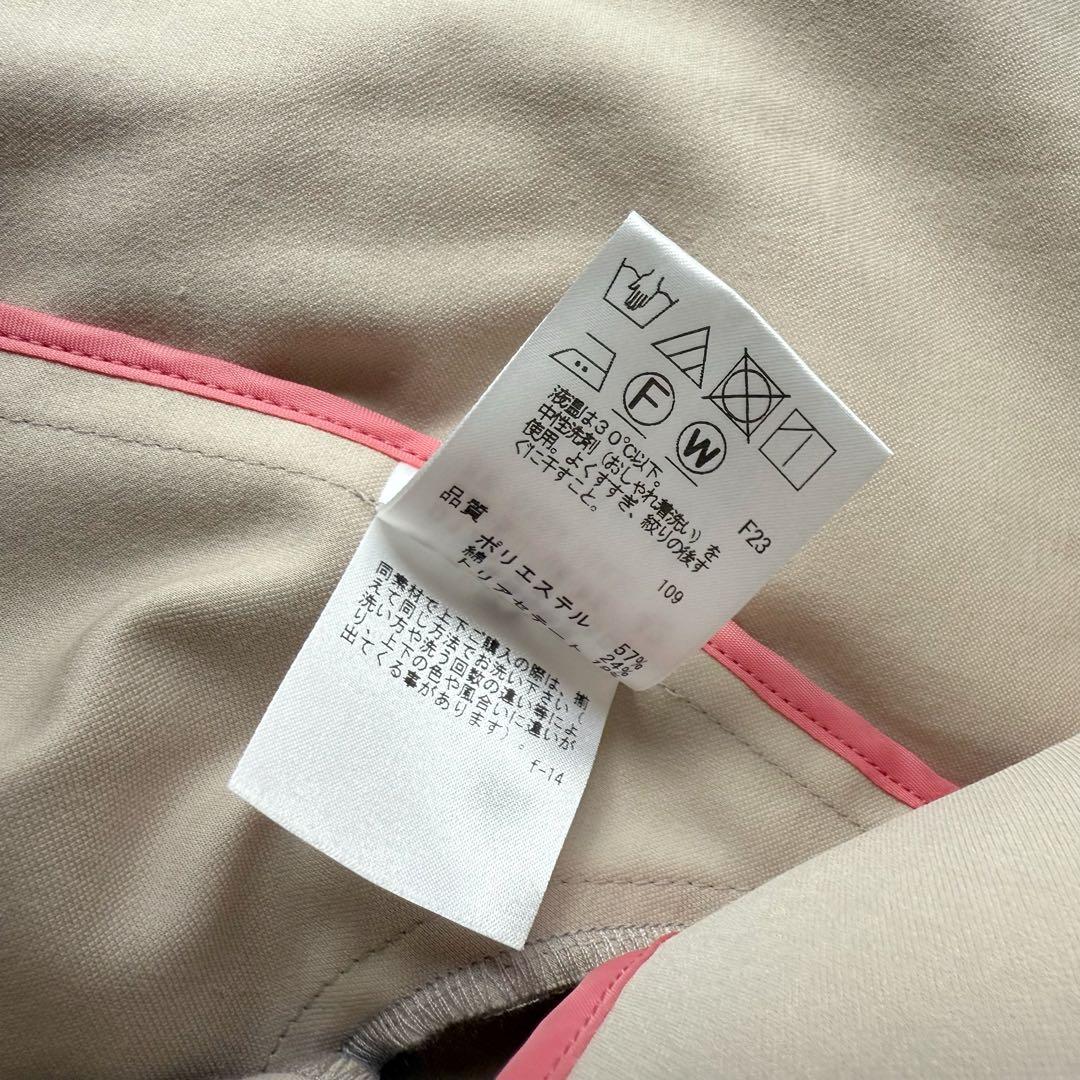 F
W
液温は30℃以下。
中性洗剤（おしゃれ着洗い）を
使用。よくすすぎ、絞りの後す
ぐに干すこと。
F23
109
品質
ポリエステル 57%
綿 24%
トリアセテート
同素材で上下ご購入の際は、揃
えて同じ方法でお洗い下さい（
洗い方や洗う回数の違い等によ
り、上下の色や風合いに違いが
出てくる事があります）。
f-14